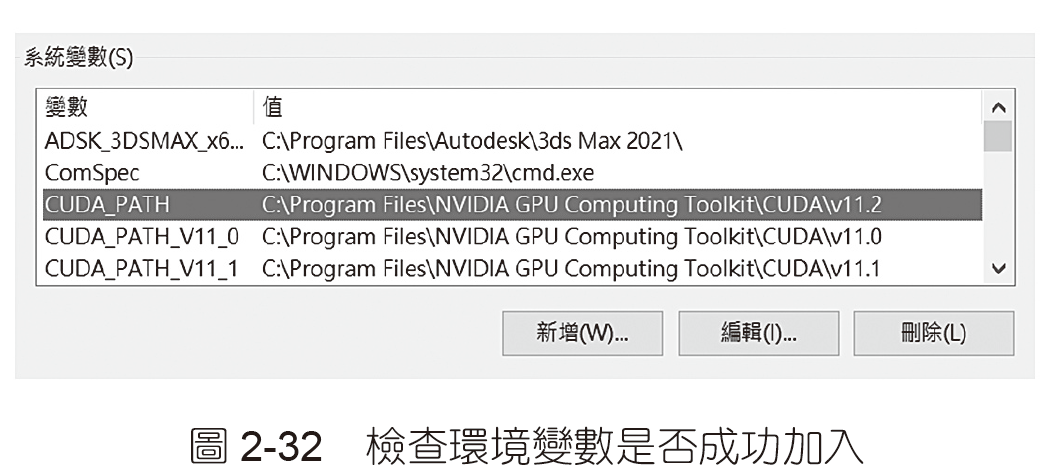 系統變數(S)
變數 值
ADSK_3DSMAX_x6... C:\Program Files\Autodesk\3ds Max 2021\
ComSpec C:\WINDOWS\system32\cmd.exe
CUDA_PATH C:\Program Files\NVIDIA GPU Computing Toolkit\CUDA\v11.2
CUDA_PATH_V11_0 C:\Program Files\NVIDIA GPU Computing Toolkit\CUDA\v11.0
CUDA_PATH_V11_1 C:\Program Files\NVIDIA GPU Computing Toolkit\CUDA\v11.1
新增(W)... 編輯(I)... 刪除(L)
圖 2-32 檢查環境變數是否成功加入